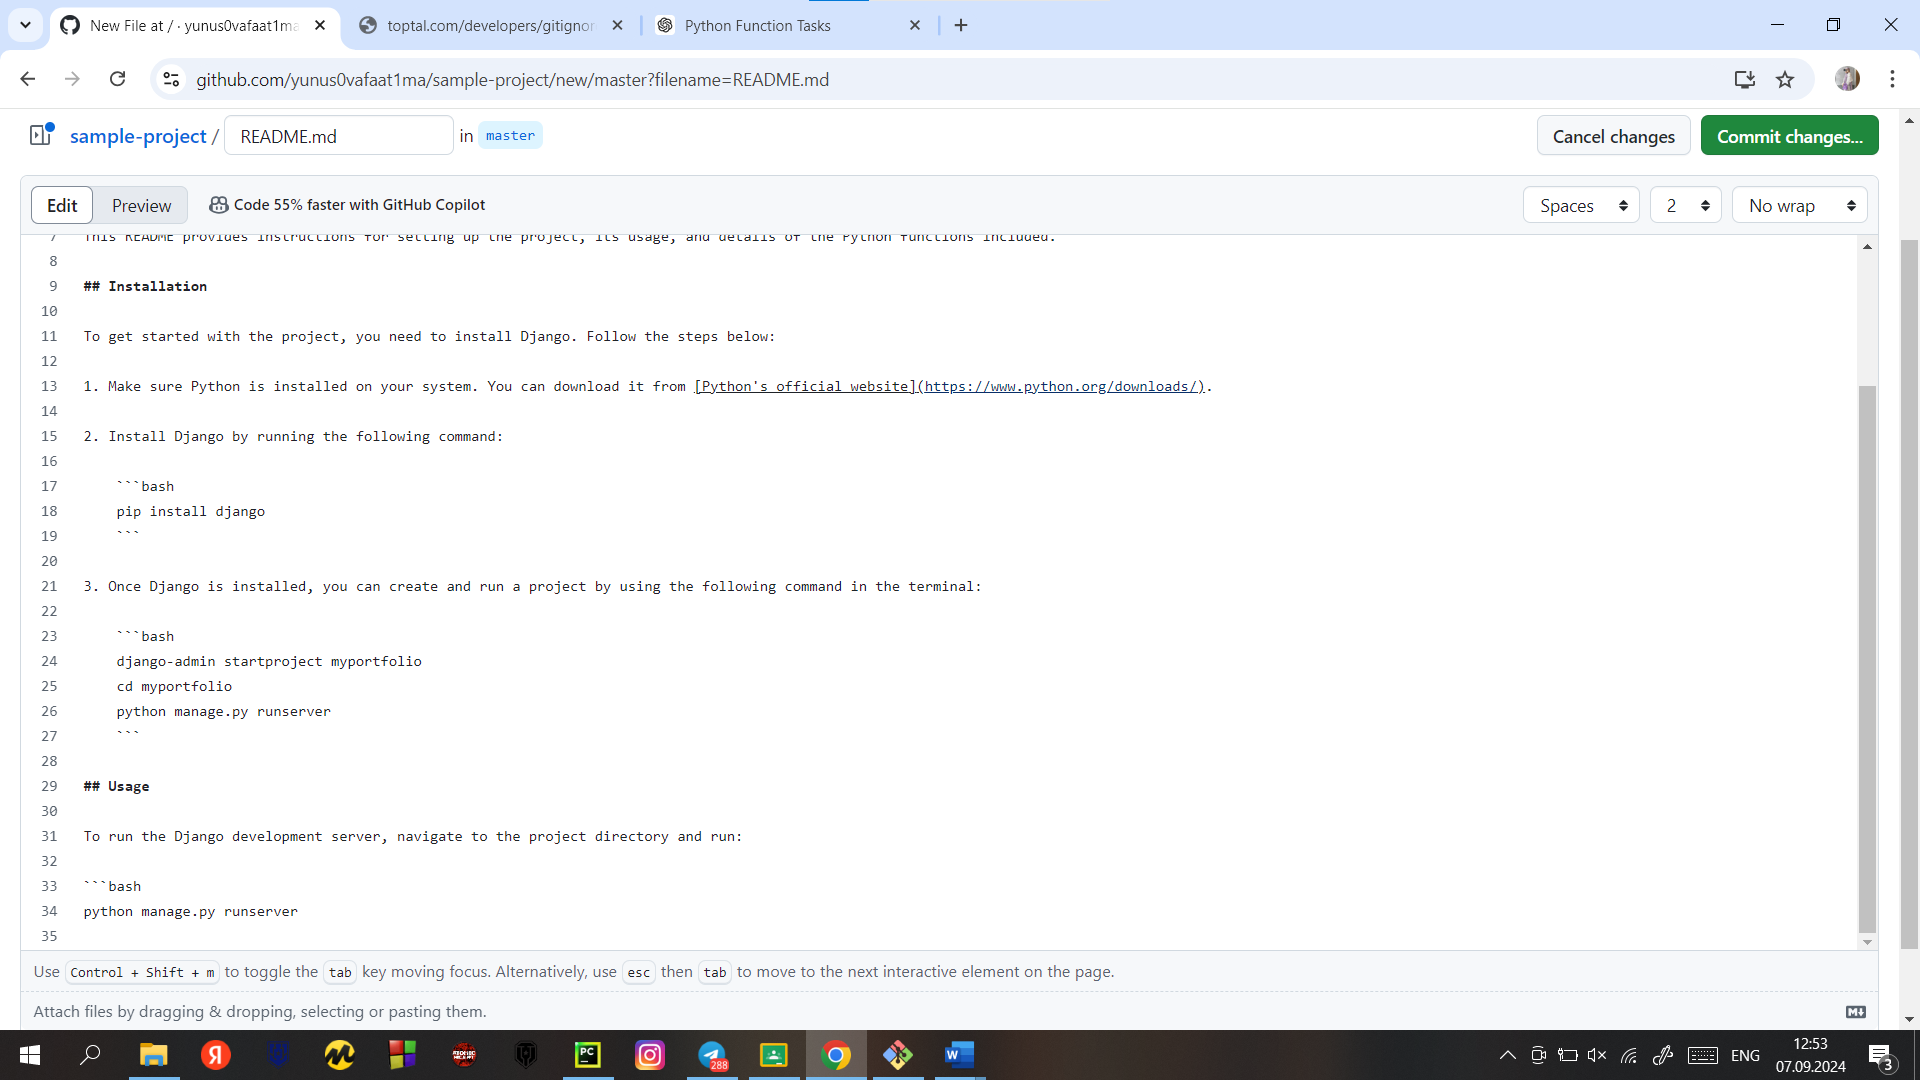 New File at / · yunus0vafaat1ma
toptal.com/developers/gitignor
Python Function Tasks
github.com/yunus0vafaat1ma/sample-project/new/master?filename=README.md
sample-project / README.md in master
Cancel changes
Commit changes...
Edit
Preview
Code 55% faster with GitHub Copilot
Spaces
2
No wrap
7 This README provides instructions for setting up the project, its usage, and details of the Python functions included.
8
9 ## Installation
10
11 To get started with the project, you need to install Django. Follow the steps below:
12
13 1. Make sure Python is installed on your system. You can download it from [Python's official website](https://www.python.org/downloads/).
14
15 2. Install Django by running the following command:
16
17 ```bash
18 pip install django
19 ```
20
21 3. Once Django is installed, you can create and run a project by using the following command in the terminal:
22
23 ```bash
24 django-admin startproject myportfolio
25 cd myportfolio
26 python manage.py runserver
27 ```
28
29 ## Usage
30
31 To run the Django development server, navigate to the project directory and run:
32
33 ```bash
34 python manage.py runserver
35
Use Control + Shift + m to toggle the tab key moving focus. Alternatively, use esc then tab to move to the next interactive element on the page.
Attach files by dragging & dropping, selecting or pasting them.
M
Я
PC
288
W
ENG
12:53
07.09.2024
3